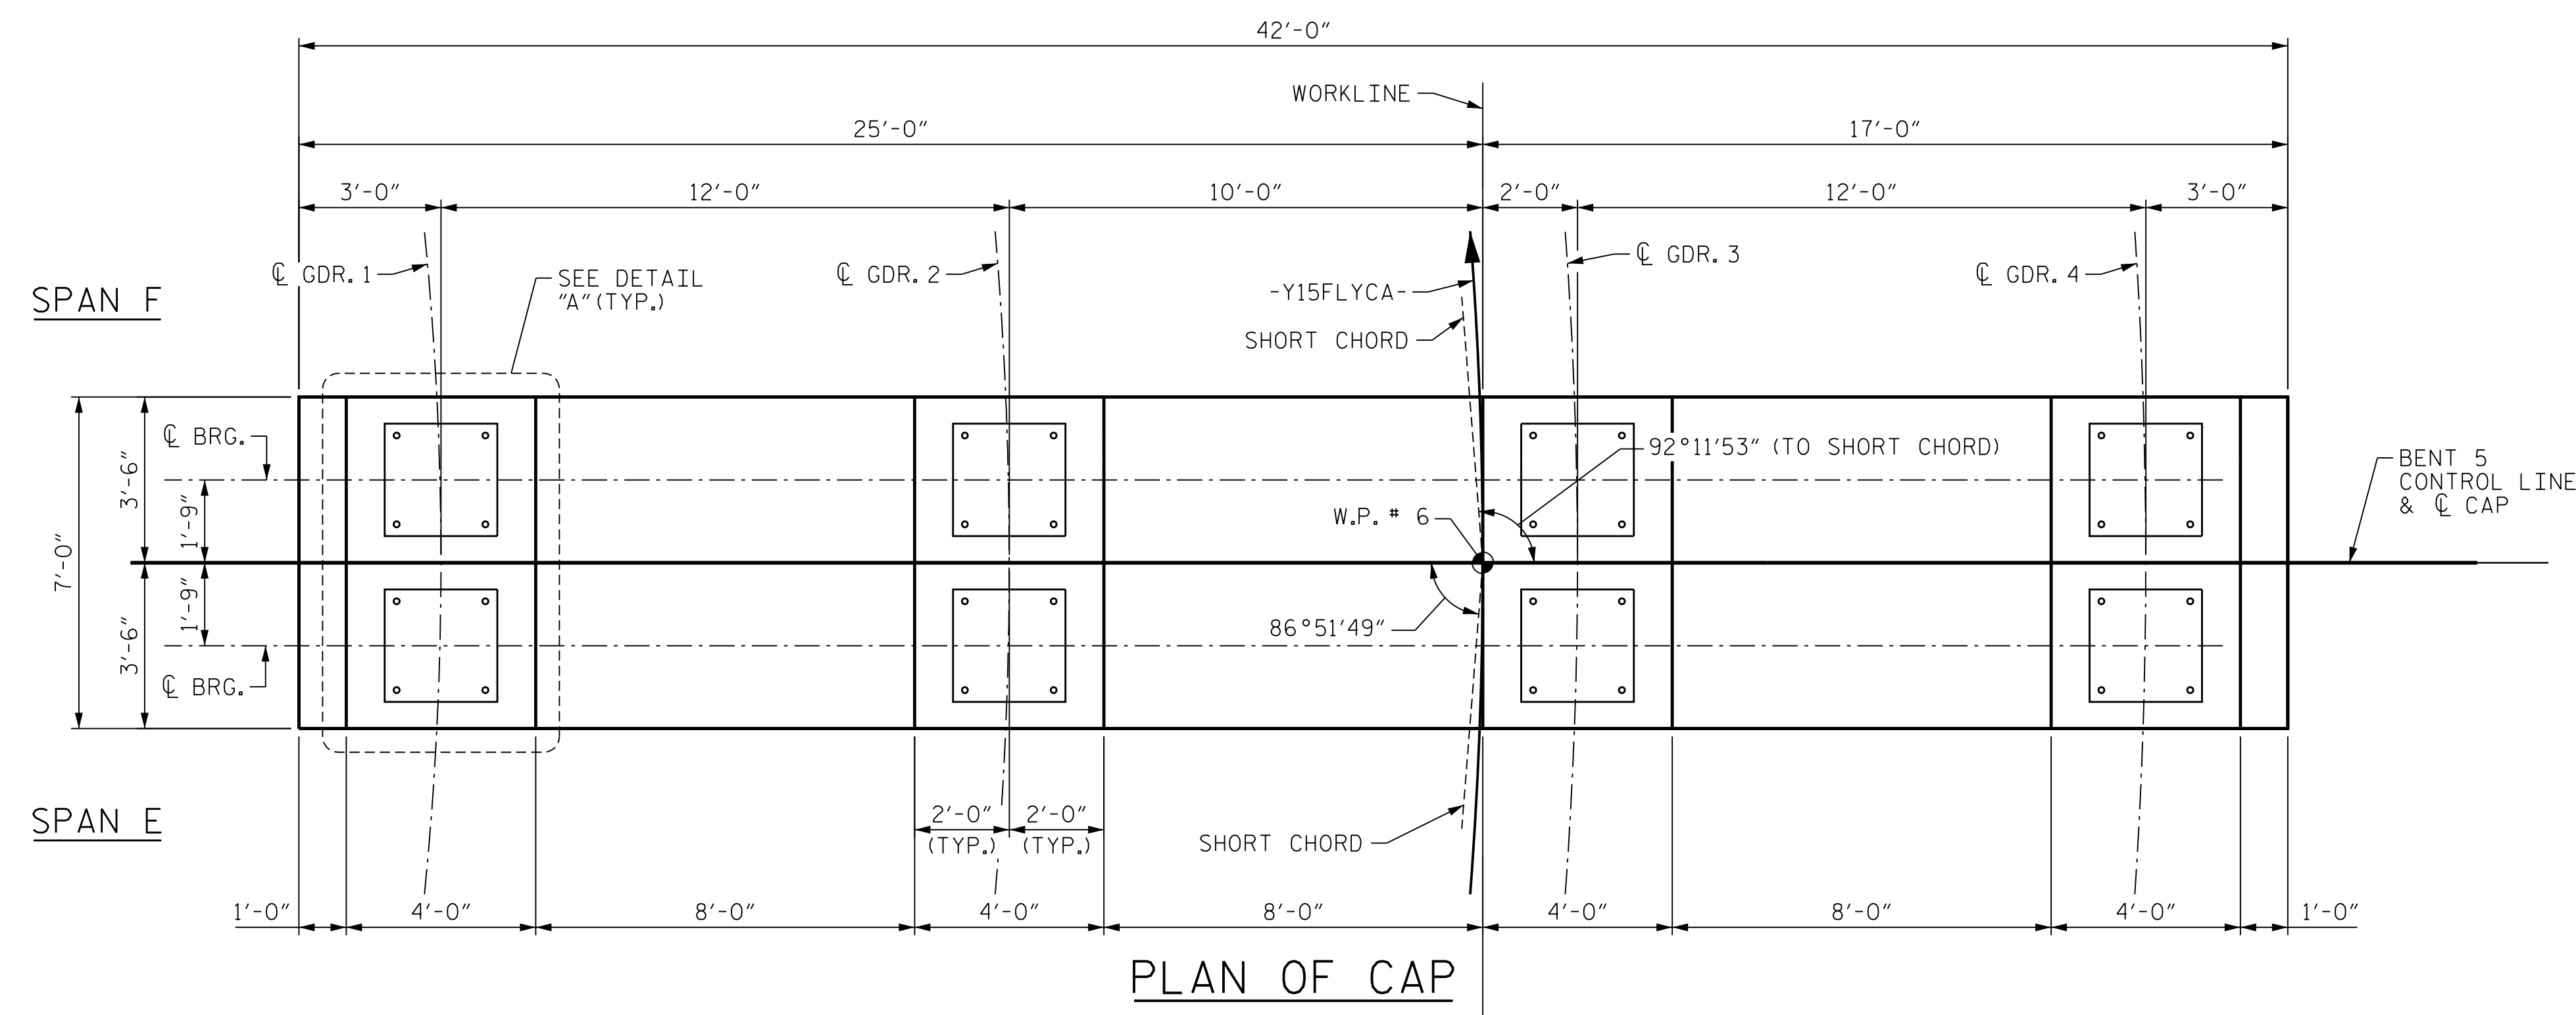 42'-0"
WORKLINE
25'-0"
17'-0"
3'-0"
12'-0"
10'-0"
2'-0"
12'-0"
3'-0"
℄ GDR. 1
℄ GDR. 2
℄ GDR. 3
℄ GDR. 4
SEE DETAIL
"A" (TYP.)
SPAN F
-Y15FLYCA-
SHORT CHORD
℄ BRG.
92°11'53" (TO SHORT CHORD)
BENT 5
CONTROL LINE
& ℄ CAP
3'-6"
1'-9"
W.P. # 6
7'-0"
1'-9"
3'-6"
86°51'49"
℄ BRG.
SPAN E
2'-0"
(TYP.)
2'-0"
(TYP.)
SHORT CHORD
1'-0"
4'-0"
8'-0"
4'-0"
8'-0"
4'-0"
8'-0"
4'-0"
1'-0"
PLAN OF CAP